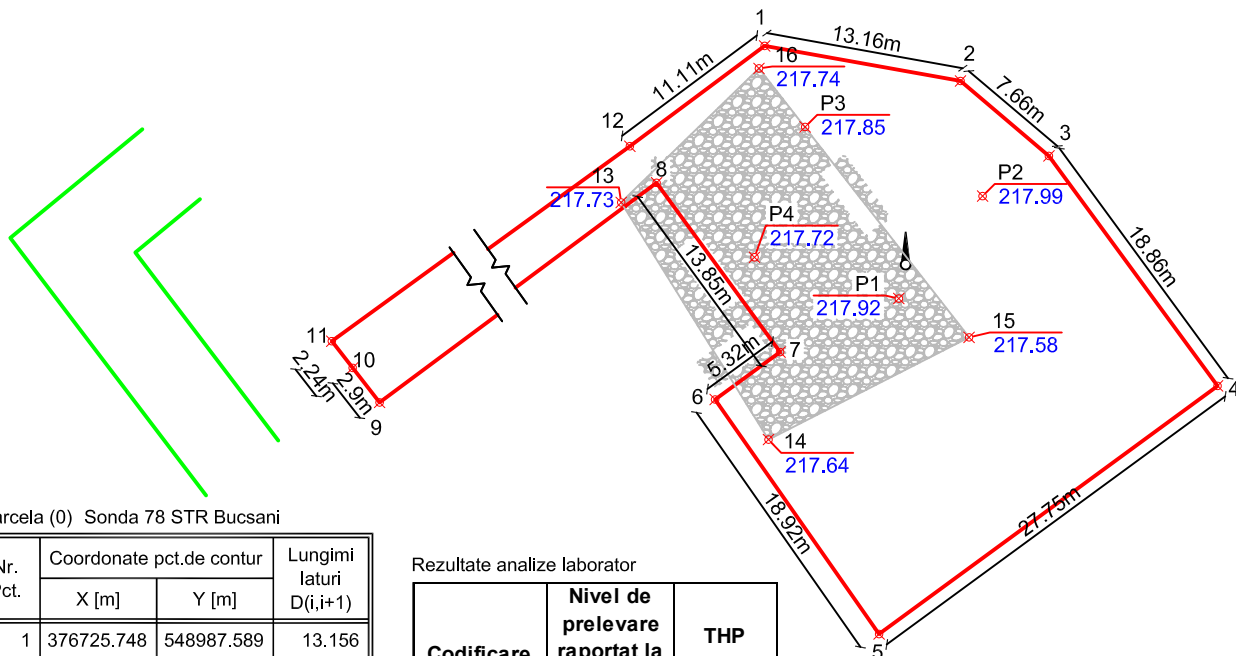 1
13.16m
2
16
217.74
11.11m
7.66m
P3
217.85
12
3
8
13
217.73
P2
217.99
P4
217.72
18.86m
13.85m
P1
217.92
11
10
15
217.58
7
5.32m
2.24m
2.9m
6
4
9
14
217.64
18.92m
27.75m
5
arcela (0) Sonda 78 STR Bucsani
Nr.
Pct.
Coordonate pct.de contur
Lungimi
laturi
D(i,i+1)
X [m]
Y [m]
1 376725.748 548987.589 13.156
Rezultate analize laborator
Codificare
Nivel de
prelevare
raportat la
THP